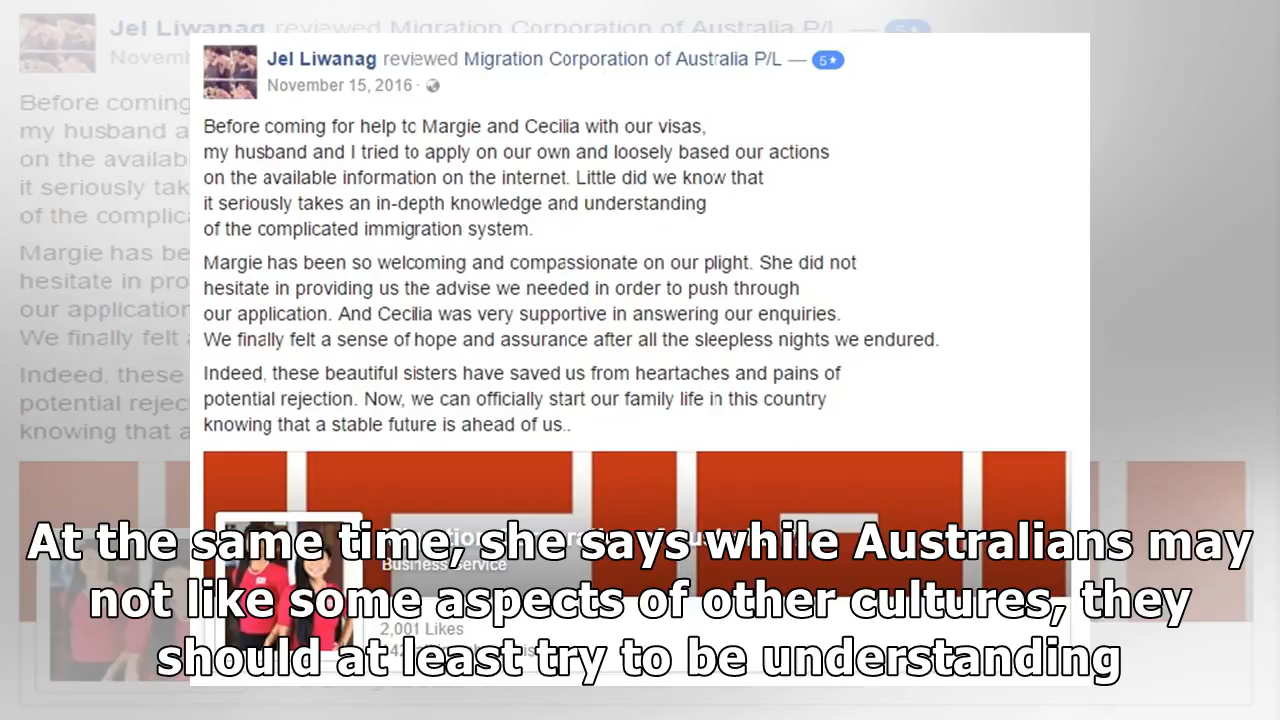 Jel Liwanag reviewed Migration Corporation of Australia P/L — 5★
November 15, 2016 ·
Before coming for help to Margie and Cecilia with our visas,
my husband and I tried to apply on our own and loosely based our actions
on the available information on the internet. Little did we know that
it seriously takes an in-depth knowledge and understanding
of the complicated immigration system.
Margie has been so welcoming and compassionate on our plight. She did not
hesitate in providing us the advise we needed in order to push through
our application. And Cecilia was very supportive in answering our enquiries.
We finally felt a sense of hope and assurance after all the sleepless nights we endured.
Indeed, these beautiful sisters have saved us from heartaches and pains of
potential rejection. Now, we can officially start our family life in this country
knowing that a stable future is ahead of us..
Business Service
2,001 Likes
At the same time, she says while Australians may
not like some aspects of other cultures, they
should at least try to be understanding